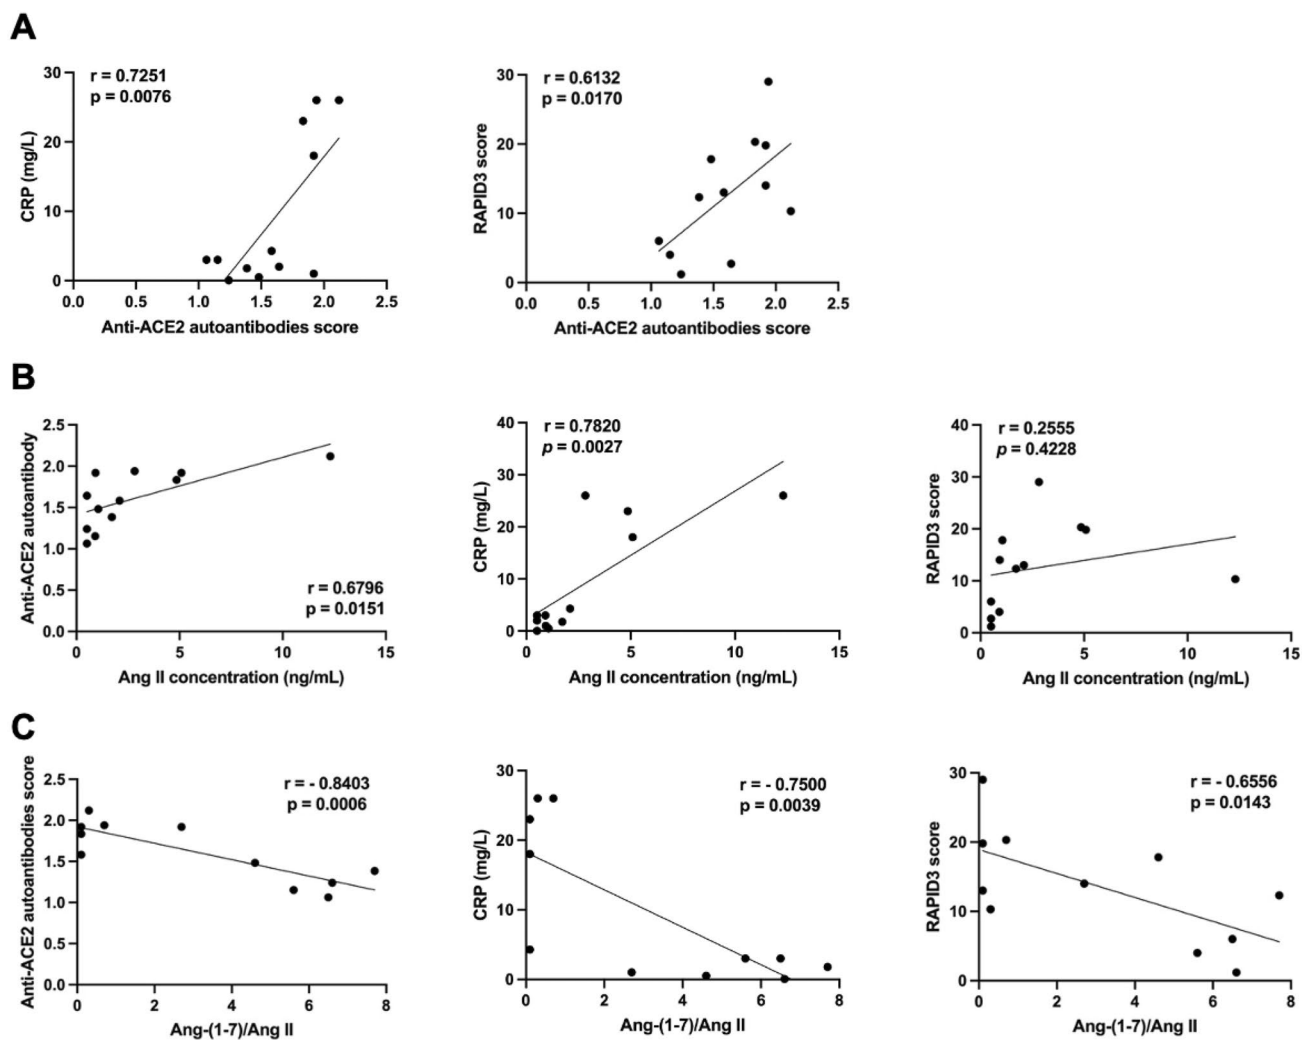 A
r = 0.7251
p = 0.0076
CRP (mg/L)
30
20
10
0
0.0 0.5 1.0 1.5 2.0 2.5
Anti-ACE2 autoantibodies score
r = 0.6132
p = 0.0170
RAPID3 score
30
20
10
0
0.0 0.5 1.0 1.5 2.0 2.5
Anti-ACE2 autoantibodies score
B
Anti-ACE2 autoantibody
2.5
2.0
1.5
1.0
0.5
0.0
r = 0.6796
p = 0.0151
0 5 10 15
Ang II concentration (ng/mL)
r = 0.7820
p = 0.0027
CRP (mg/L)
40
30
20
10
0
0 5 10 15
Ang II concentration (ng/mL)
r = 0.2555
p = 0.4228
RAPID3 score
40
30
20
10
0
0 5 10 15
Ang II concentration (ng/mL)
C
Anti-ACE2 autoantibodies score
2.5
2.0
1.5
1.0
0.5
0.0
r = - 0.8403
p = 0.0006
0 2 4 6 8
Ang-(1-7)/Ang II
r = - 0.7500
p = 0.0039
CRP (mg/L)
30
20
10
0
0 2 4 6 8
Ang-(1-7)/Ang II
r = - 0.6556
p = 0.0143
RAPID3 score
30
20
10
0
0 2 4 6 8
Ang-(1-7)/Ang II